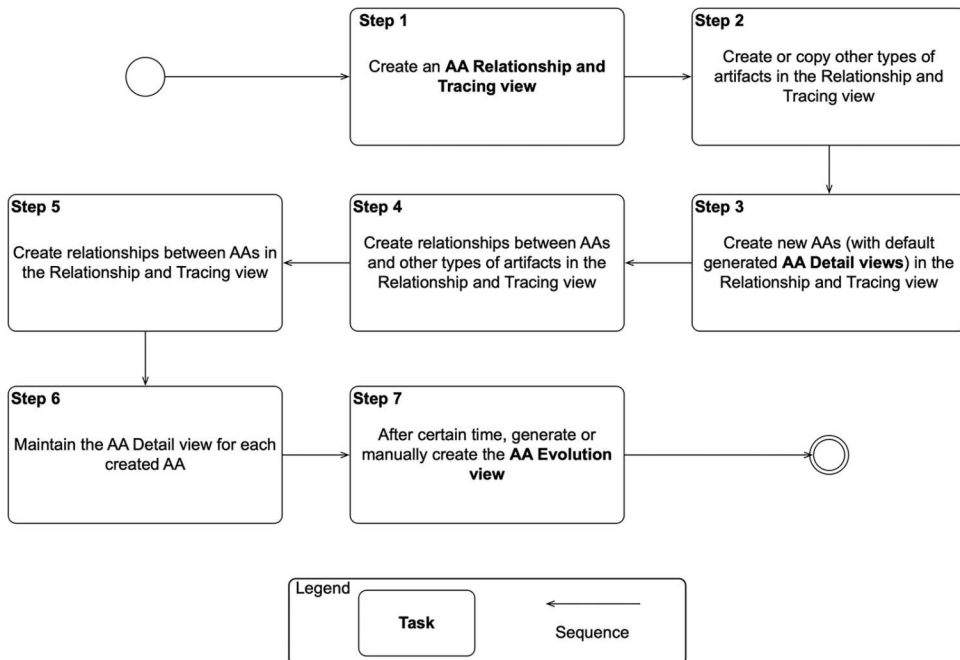 Step 1
Create an AA Relationship and
Tracing view
Step 2
Create or copy other types of
artifacts in the Relationship and
Tracing view
Step 3
Create new AAs (with default
generated AA Detail views) in the
Relationship and Tracing view
Step 4
Create relationships between AAs
and other types of artifacts in the
Relationship and Tracing view
Step 5
Create relationships between AAs in
the Relationship and Tracing view
Step 6
Maintain the AA Detail view for each
created AA
Step 7
After certain time, generate or
manually create the AA Evolution
view
Legend
Task
Sequence